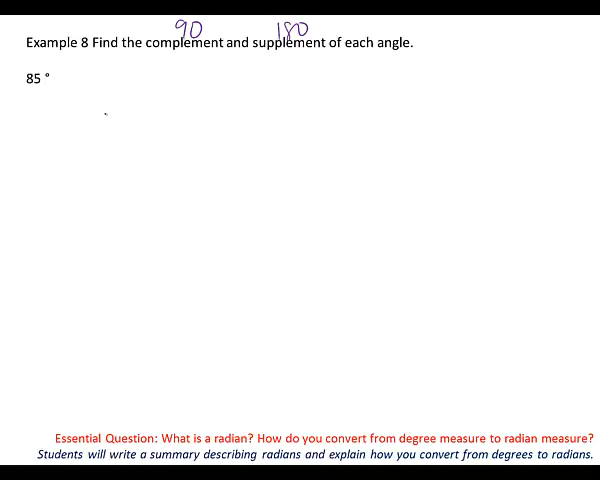 90 180
Example 8 Find the complement and supplement of each angle.
85 °
Essential Question: What is a radian? How do you convert from degree measure to radian measure?
Students will write a summary describing radians and explain how you convert from degrees to radians.